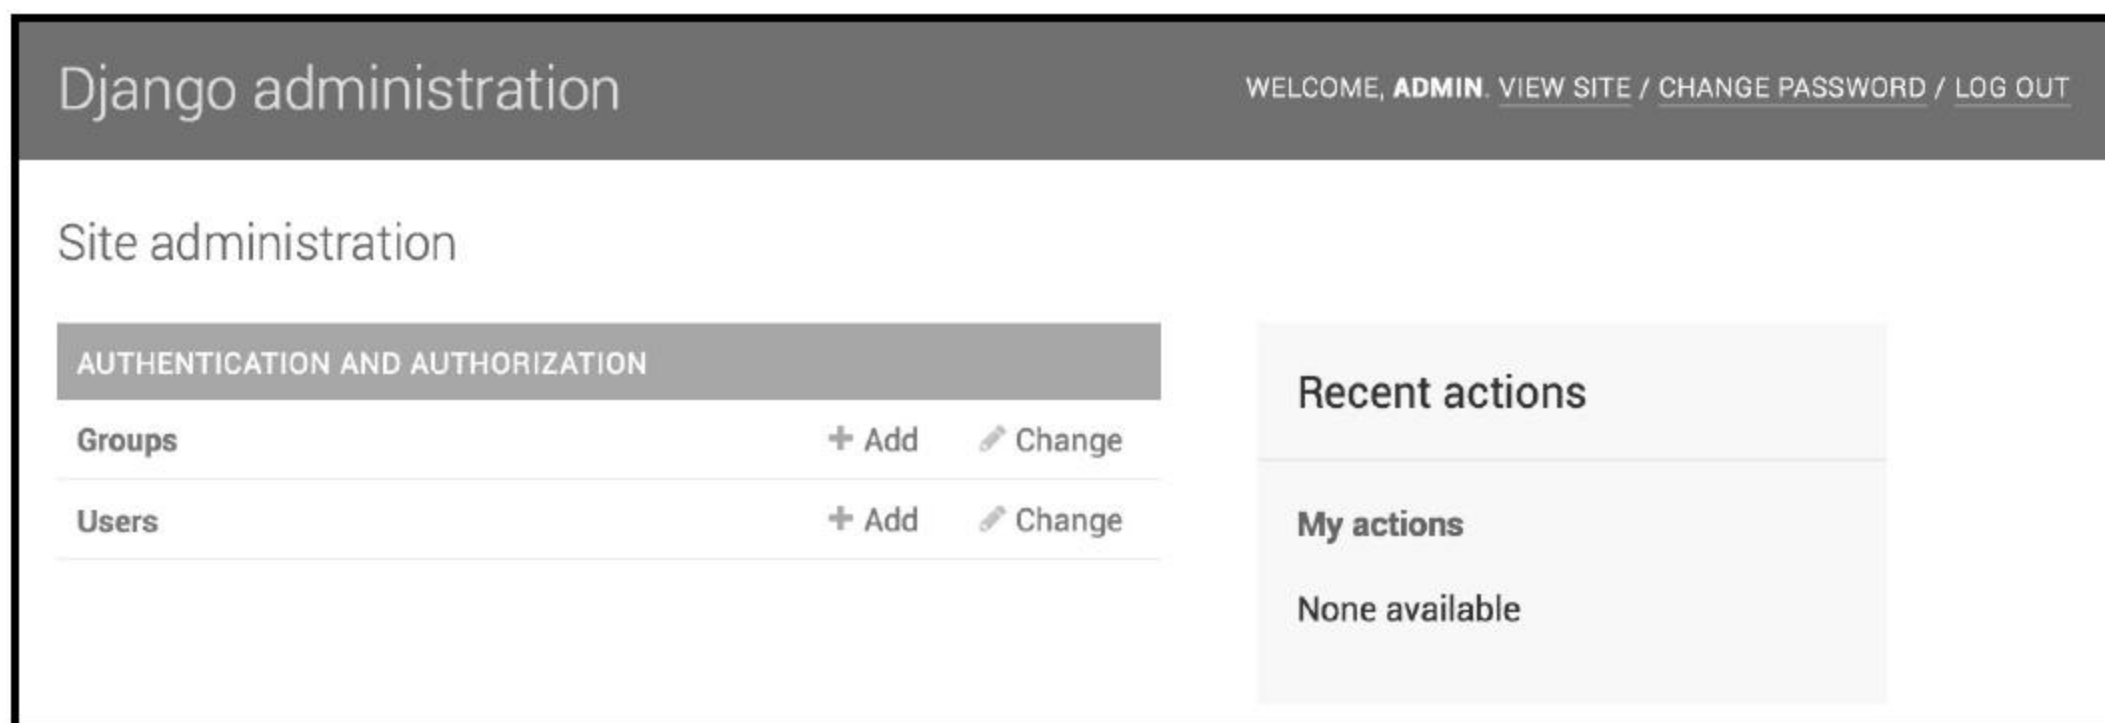 Django administration
WELCOME, ADMIN. VIEW SITE / CHANGE PASSWORD / LOG OUT
Site administration
AUTHENTICATION AND AUTHORIZATION
Groups + Add Change
Users + Add Change
Recent actions
My actions
None available